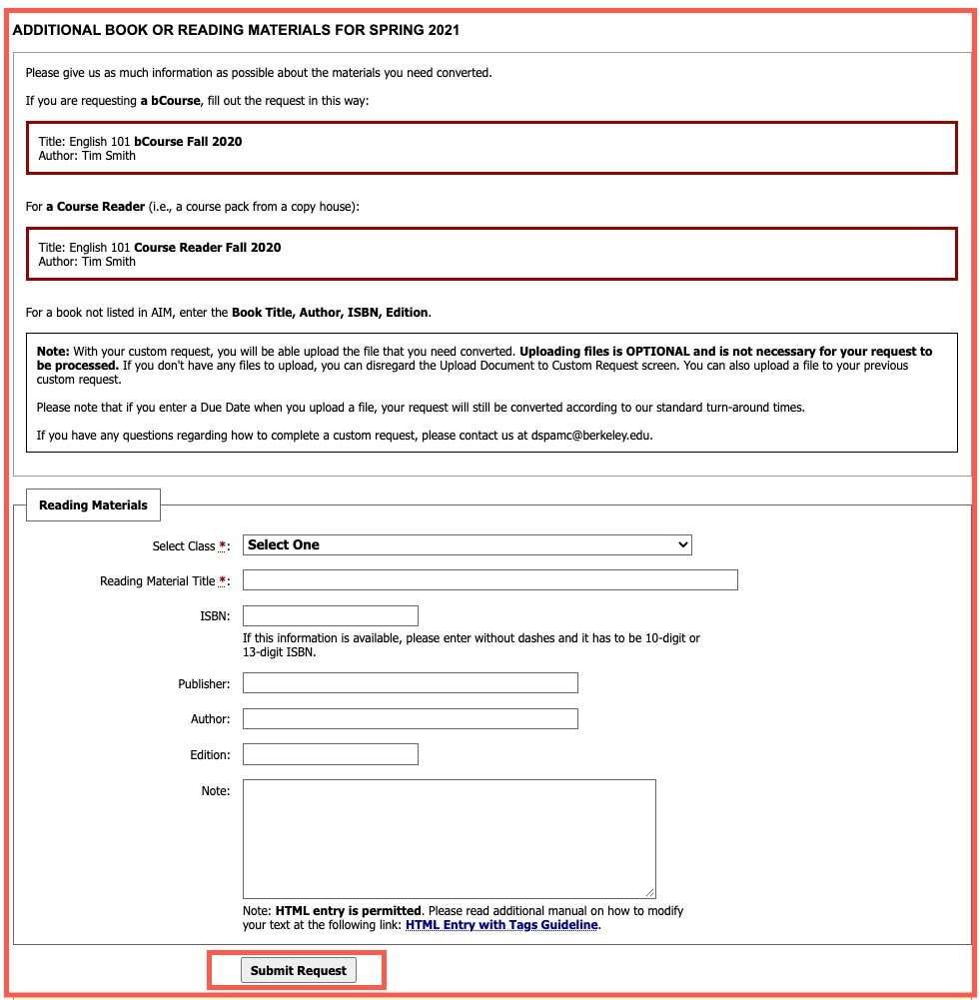 ADDITIONAL BOOK OR READING MATERIALS FOR SPRING 2021
Please give us as much information as possible about the materials you need converted.
If you are requesting a bCourse, fill out the request in this way:
Title: English 101 bCourse Fall 2020
Author: Tim Smith
For a Course Reader (i.e., a course pack from a copy house):
Title: English 101 Course Reader Fall 2020
Author: Tim Smith
For a book not listed in AIM, enter the Book Title, Author, ISBN, Edition.
Note: With your custom request, you will be able upload the file that you need converted. Uploading files is OPTIONAL and is not necessary for your request to
be processed. If you don't have any files to upload, you can disregard the Upload Document to Custom Request screen. You can also upload a file to your previous
custom request.
Please note that if you enter a Due Date when you upload a file, your request will still be converted according to our standard turn-around times.
If you have any questions regarding how to complete a custom request, please contact us at dspamc@berkeley.edu.
Reading Materials
Select Class *: Select One
Reading Material Title *:
ISBN:
If this information is available, please enter without dashes and it has to be 10-digit or
13-digit ISBN.
Publisher:
Author:
Edition:
Note:
Note: HTML entry is permitted. Please read additional manual on how to modify
your text at the following link: HTML Entry with Tags Guideline.
Submit Request